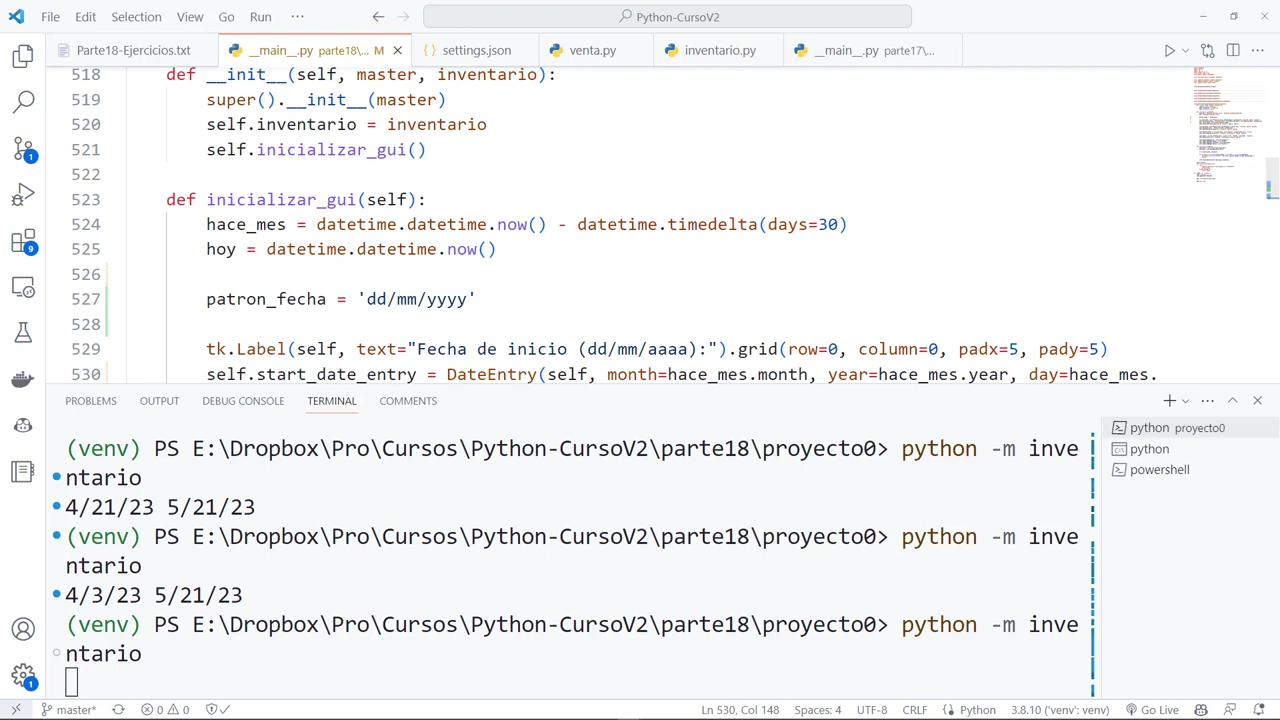 File Edit Selection View Go Run ··· Python-CursoV2
Parte18-Ejercicios.txt __main__.py parte18\... M settings.json venta.py inventario.py __main__.py parte17\...
518 def __init__(self, master, inventario):
519 super().__init__(master)
520 self.inventario = inventario
521 self.inicializar_gui()
522
523 def inicializar_gui(self):
524 hace_mes = datetime.datetime.now() - datetime.timedelta(days=30)
525 hoy = datetime.datetime.now()
526
527 patron_fecha = 'dd/mm/yyyy'
528
529 tk.Label(self, text="Fecha de inicio (dd/mm/aaaa):").grid(row=0, column=0, padx=5, pady=5)
530 self.start_date_entry = DateEntry(self, month=hace_mes.month, year=hace_mes.year, day=hace_mes.
PROBLEMS OUTPUT DEBUG CONSOLE TERMINAL COMMENTS
(venv) PS E:\Dropbox\Pro\Cursos\Python-CursoV2\parte18\proyecto0> python -m inve
ntario
4/21/23 5/21/23
(venv) PS E:\Dropbox\Pro\Cursos\Python-CursoV2\parte18\proyecto0> python -m inve
ntario
4/3/23 5/21/23
(venv) PS E:\Dropbox\Pro\Cursos\Python-CursoV2\parte18\proyecto0> python -m inve
ntario
python proyecto0
python
powershell
1
9
1
master* 0 0 Ln 530, Col 148 Spaces: 4 UTF-8 CRLF Python 3.8.10 ('venv': venv) Go Live